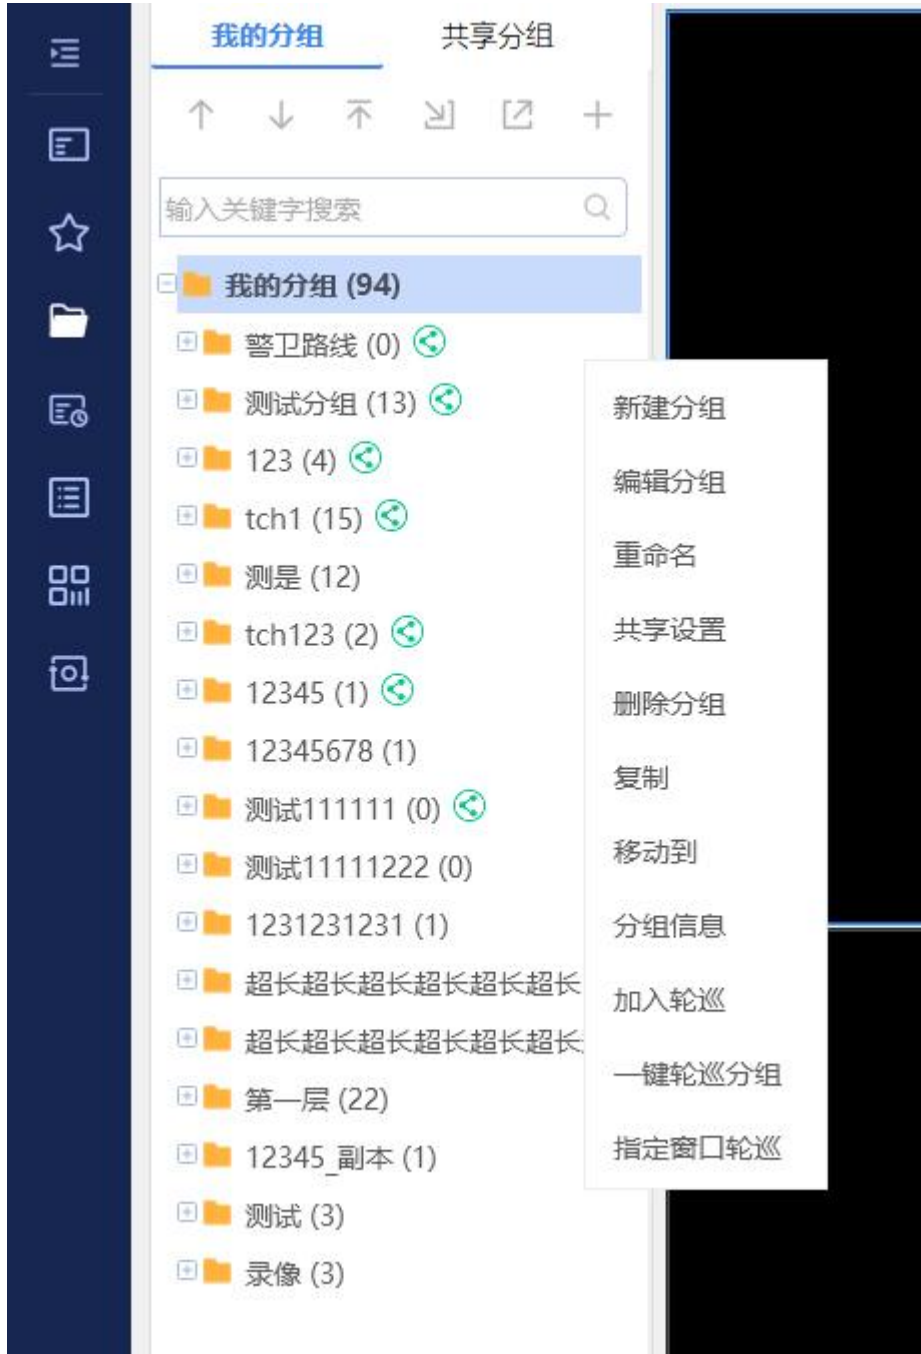 我的分组 共享分组
输入关键字搜索
我的分组 (94)
警卫路线 (0)
测试分组 (13)
123 (4)
tch1 (15)
测是 (12)
tch123 (2)
12345 (1)
12345678 (1)
测试111111 (0)
测试11111222 (0)
1231231231 (1)
超长超长超长超长超长超长
超长超长超长超长超长超长
第一层 (22)
12345_副本 (1)
测试 (3)
录像 (3)
新建分组
编辑分组
重命名
共享设置
删除分组
复制
移动到
分组信息
加入轮巡
一键轮巡分组
指定窗口轮巡